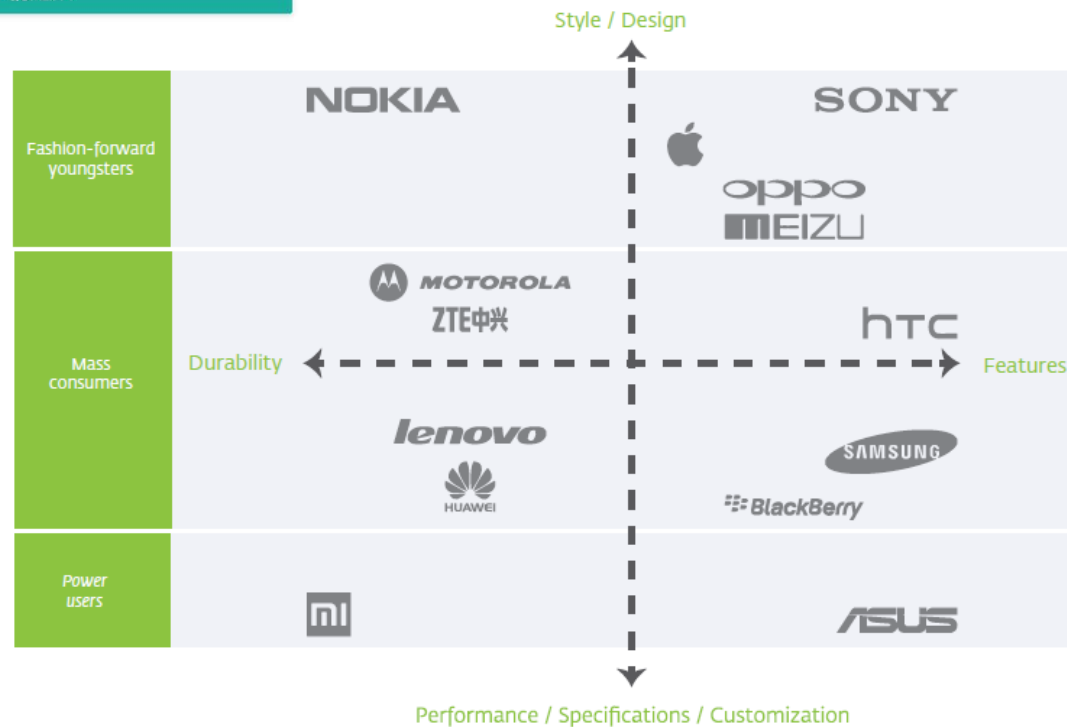 Style / Design
NOKIA
SONY
Fashion-forward
youngsters
oppo
MEIZU
MOTOROLA
ZTE中兴
hTC
Mass
consumers
Durability
Features
lenovo
SAMSUNG
HUAWEI
BlackBerry
Power
users
mi
ASUS
Performance / Specifications / Customization